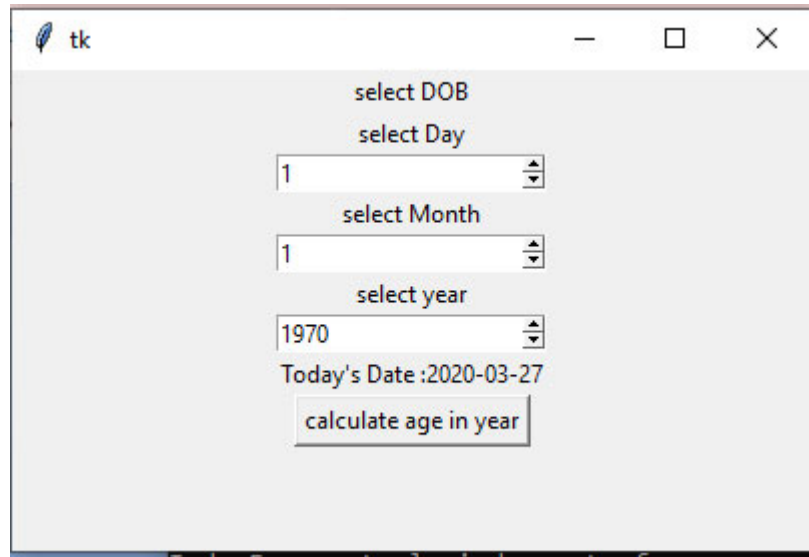 tk
select DOB
select Day
1
select Month
1
select year
1970
Today's Date :2020-03-27
calculate age in year